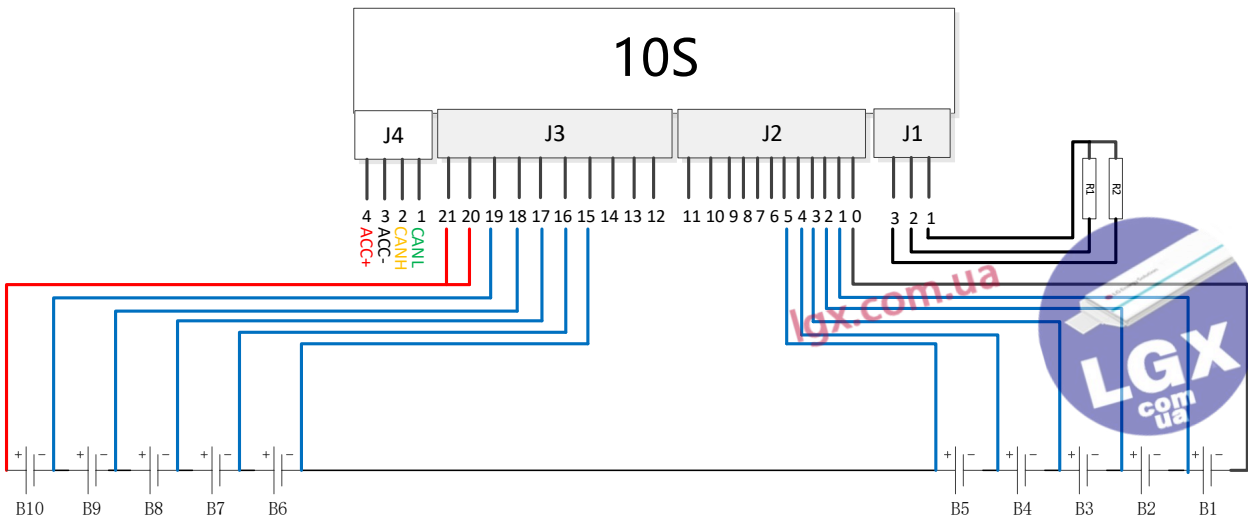 10S
J4 J3 J2 J1
R1 R2
4 3 2 1 21 20 19 18 17 16 15 14 13 12 11 10 9 8 7 6 5 4 3 2 1 0 3 2 1
ACC+ ACC- CANH CANL
lgx.com.ua
LGX
com
ua
+ − + − + − + − + − + − + − + − + − + −
B10 B9 B8 B7 B6 B5 B4 B3 B2 B1